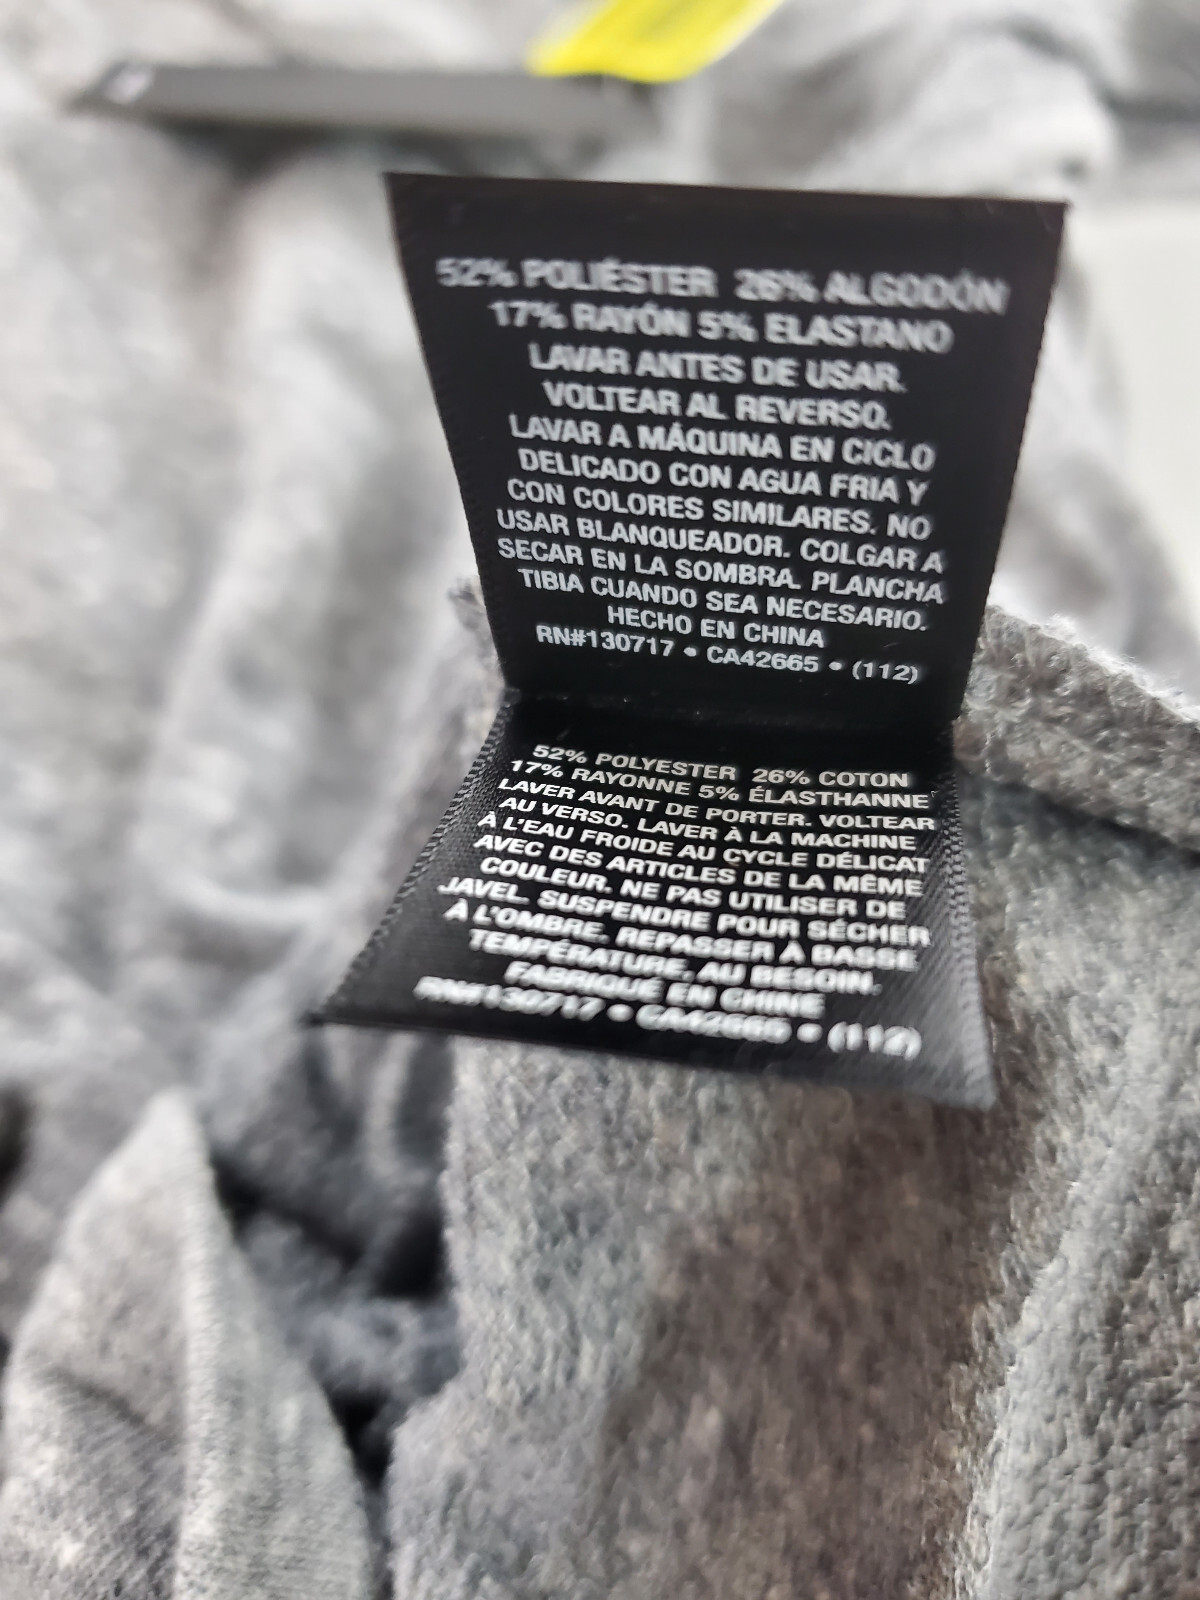 52% POLIÉSTER 26% ALGODÓN
17% RAYÓN 5% ELASTANO
LAVAR ANTES DE USAR.
VOLTEAR AL REVERSO.
LAVAR A MÁQUINA EN CICLO
DELICADO CON AGUA FRIA Y
CON COLORES SIMILARES. NO
USAR BLANQUEADOR. COLGAR A
SECAR EN LA SOMBRA. PLANCHA
TIBIA CUANDO SEA NECESARIO.
HECHO EN CHINA
RN#130717 • CA42665 • (112)
52% POLYESTER 26% COTON
17% RAYONNE 5% ÉLASTHANNE
LAVER AVANT DE PORTER. VOLTEAR
AU VERSO. LAVER À LA MACHINE
À L'EAU FROIDE AU CYCLE DÉLICAT
AVEC DES ARTICLES DE LA MÊME
COULEUR. NE PAS UTILISER DE
JAVEL. SUSPENDRE POUR SÉCHER
À L'OMBRE. REPASSER À BASSE
TEMPÉRATURE, AU BESOIN.
FABRIQUÉ EN CHINE
RN#130717 • CA42665 • (112)